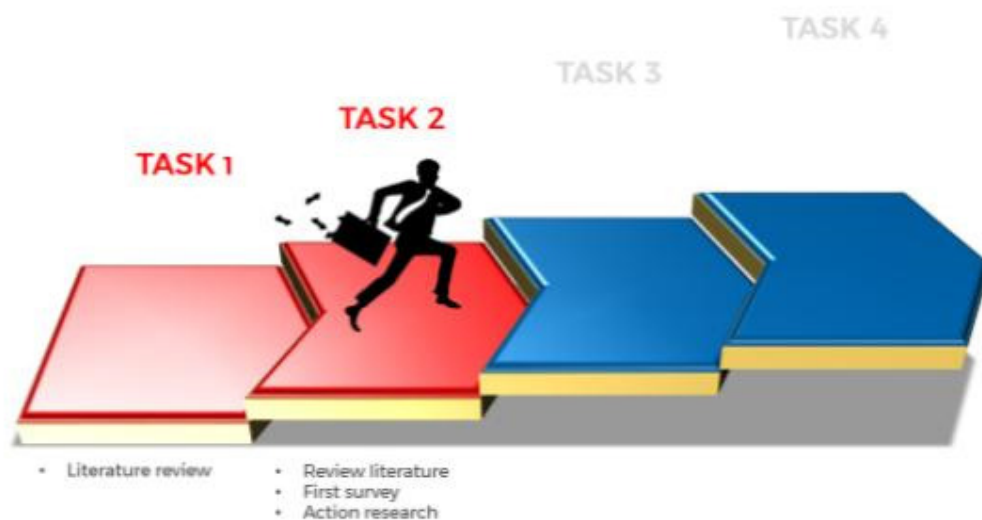 TASK 4
TASK 3
TASK 2
TASK 1
• Literature review
• Review literature
• First survey
• Action research